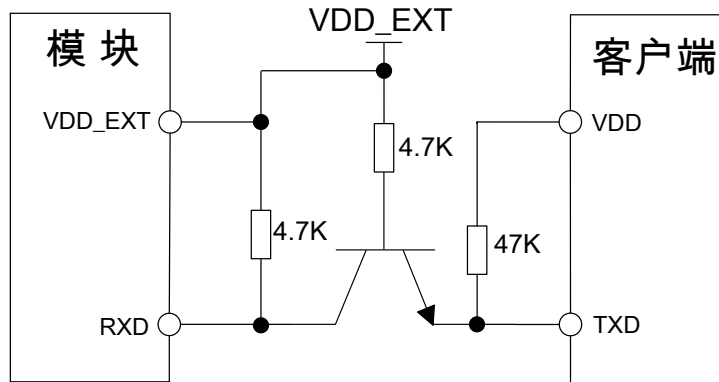 VDD_EXT
模块
客户端
VDD_EXT
VDD
4.7K
4.7K
47K
RXD
TXD